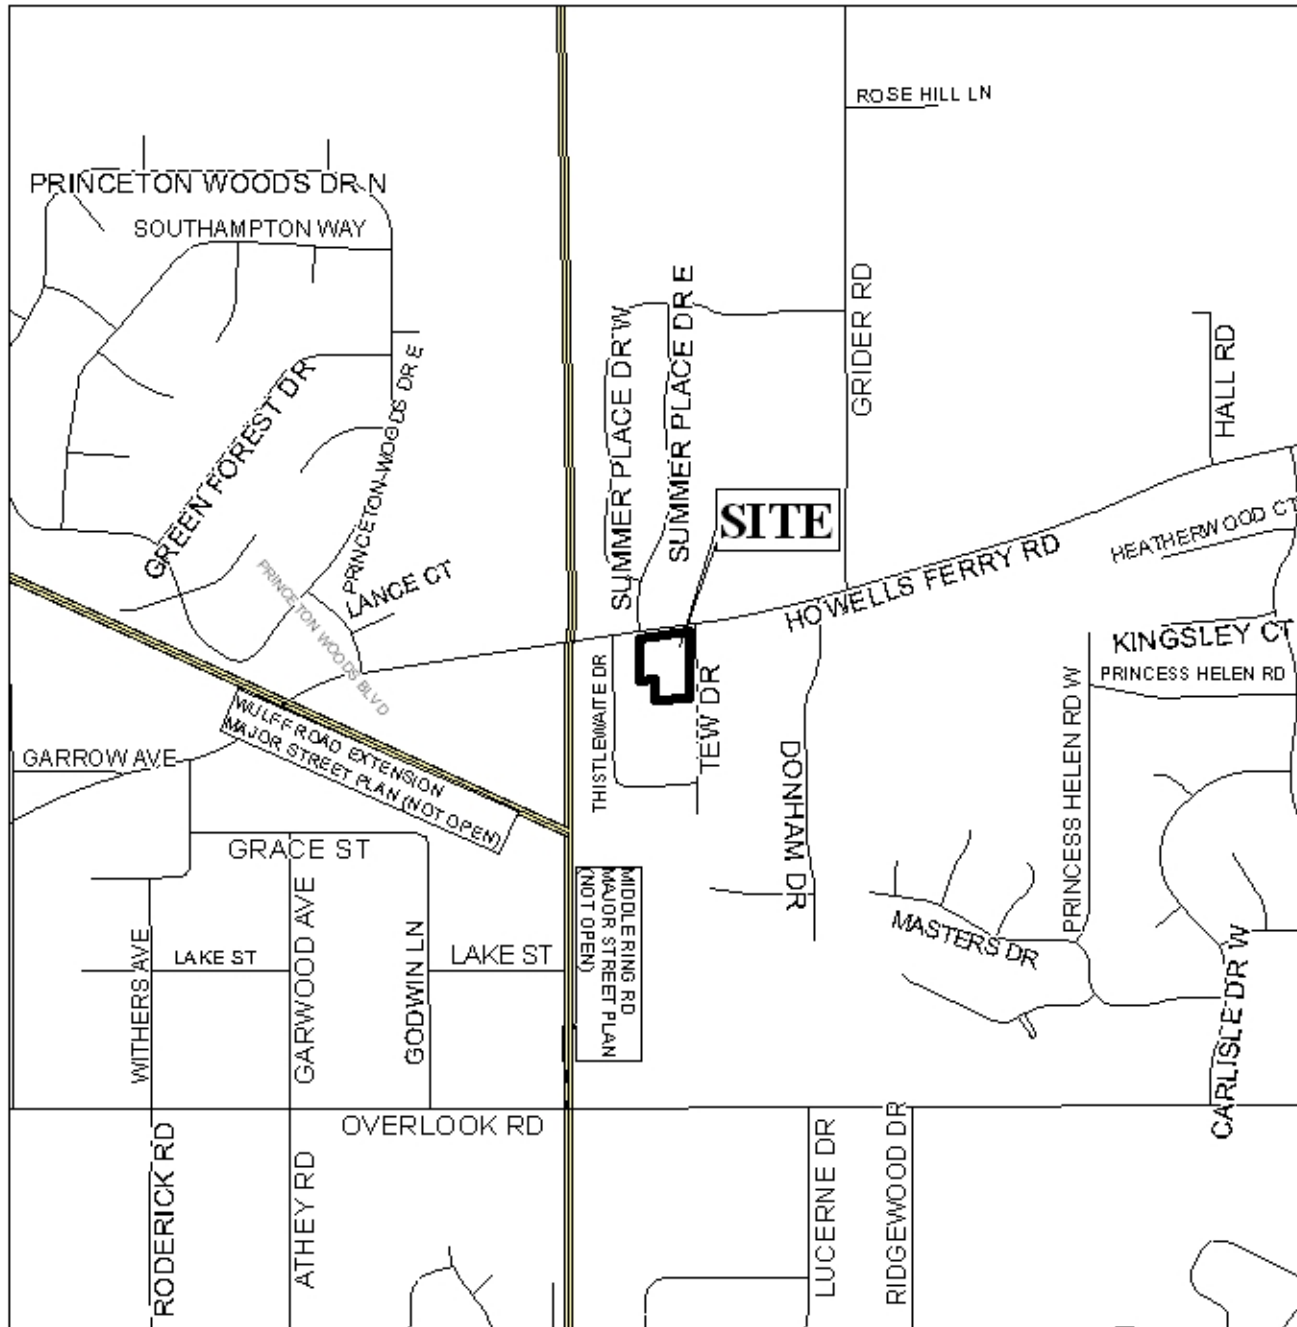 ROSE HILL LN
PRINCETON WOODS DR N
SOUTHAMPTON WAY
GRIDER RD
SUMMER PLACE DR W
SUMMER PLACE DR E
HALL RD
GREEN FOREST DR
PRINCETON WOODS DR E
SITE
HEATHERWOOD CT
HOWELLS FERRY RD
LANCE CT
PRINCETON WOODS BLVD
KINGSLEY CT
PRINCESS HELEN RD
THISTLEWAITE DR
TEW DR
PRINCESS HELEN RD W
WULFF ROAD EXTENSION
MAJOR STREET PLAN (NOT OPEN)
GARROW AVE
DONHAM DR
GRACE ST
MIDDLERING RD
MAJOR STREET PLAN
(NOT OPEN)
MASTERS DR
WITHERS AVE
LAKE ST
GARWOOD AVE
GODWIN LN
LAKE ST
CARLISLE DR W
OVERLOOK RD
RODERICK RD
ATHEY RD
LUCERNE DR
RIDGEWOOD DR